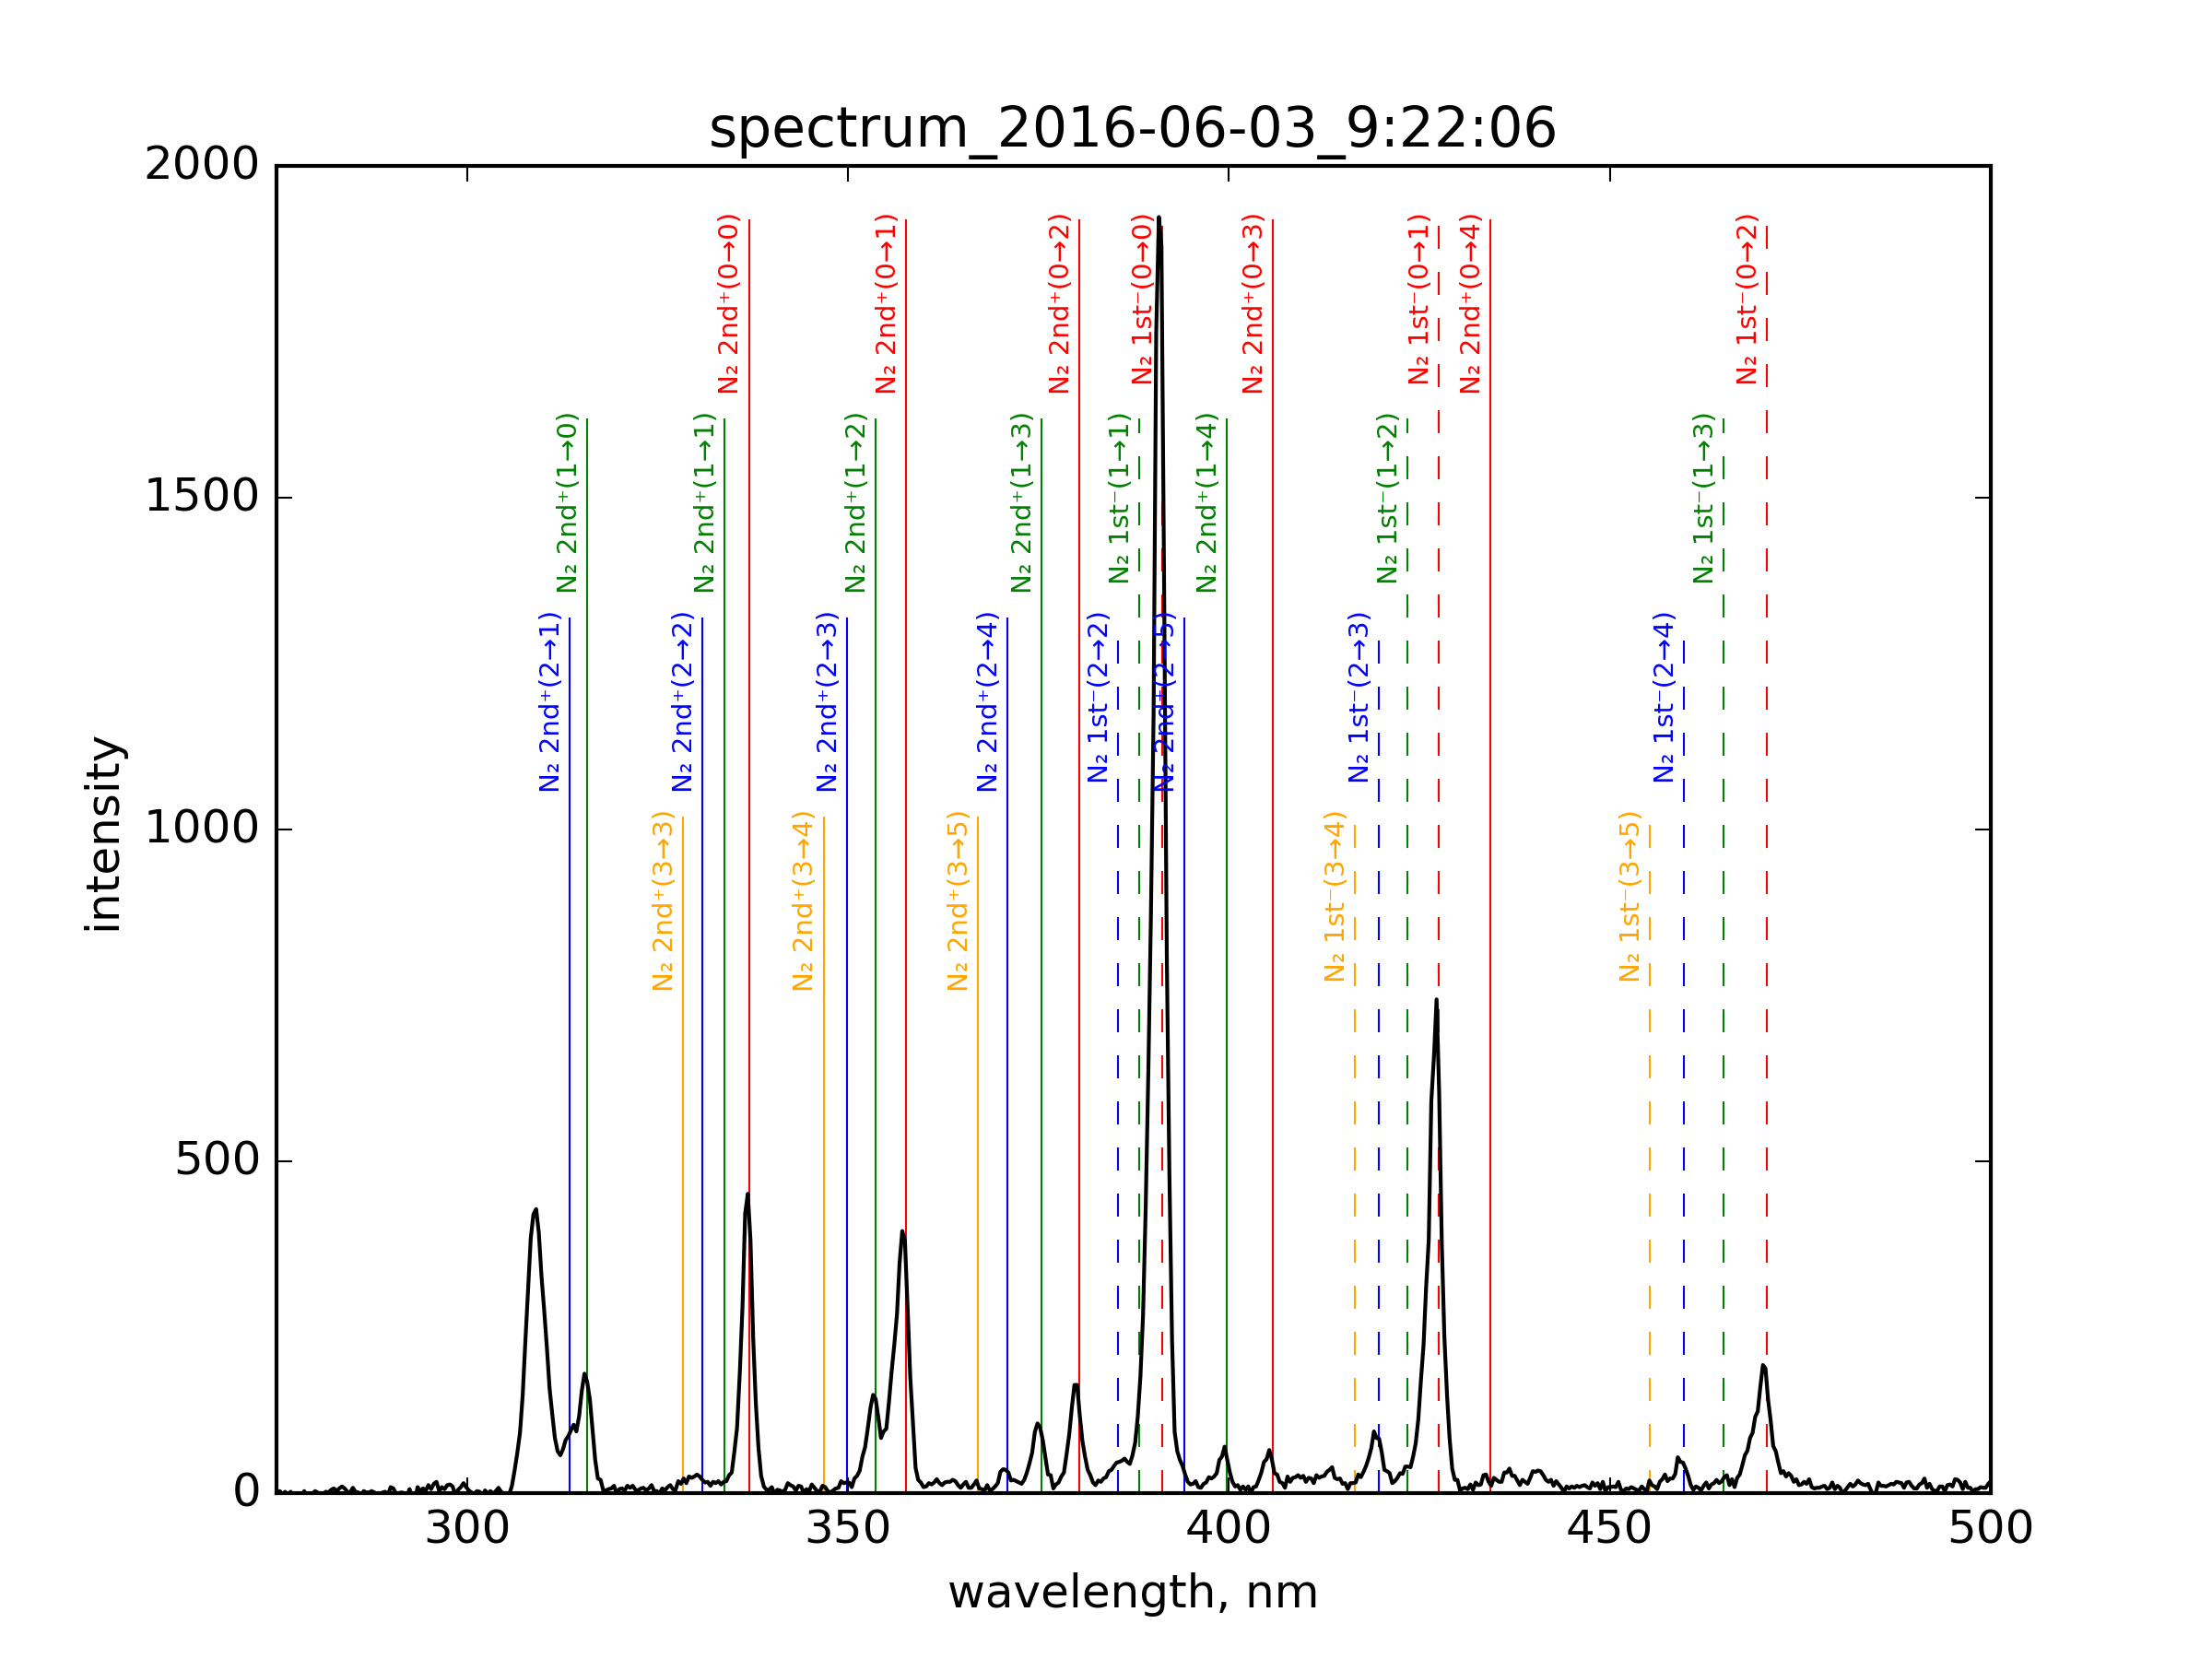 spectrum_2016-06-03_9:22:06
2000
1500
1000
500
0
intensity
N₂ 2nd⁺(0→0)
N₂ 2nd⁺(0→1)
N₂ 2nd⁺(0→2)
N₂ 1st⁻(0→0)
N₂ 2nd⁺(0→3)
N₂ 1st⁻(0→1)
N₂ 2nd⁺(0→4)
N₂ 1st⁻(0→2)
N₂ 2nd⁺(1→0)
N₂ 2nd⁺(1→1)
N₂ 2nd⁺(1→2)
N₂ 2nd⁺(1→3)
N₂ 1st⁻(1→1)
N₂ 2nd⁺(1→4)
N₂ 1st⁻(1→2)
N₂ 1st⁻(1→3)
N₂ 2nd⁺(2→1)
N₂ 2nd⁺(2→2)
N₂ 2nd⁺(2→3)
N₂ 2nd⁺(2→4)
N₂ 1st⁻(2→2)
N₂ 2nd⁺(2→5)
N₂ 1st⁻(2→3)
N₂ 1st⁻(2→4)
N₂ 2nd⁺(3→3)
N₂ 2nd⁺(3→4)
N₂ 2nd⁺(3→5)
N₂ 1st⁻(3→4)
N₂ 1st⁻(3→5)
300 350 400 450 500
wavelength, nm